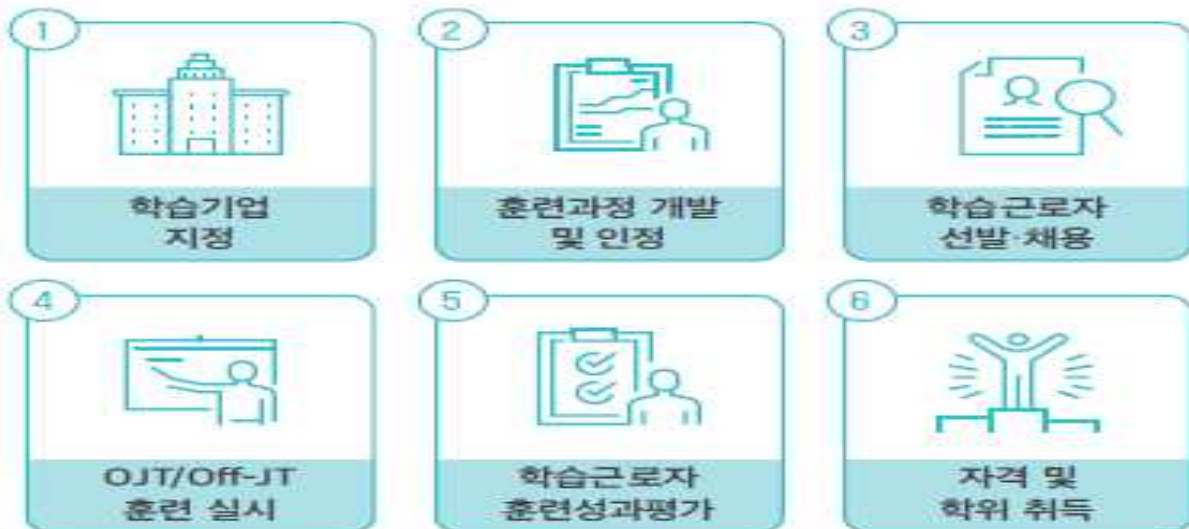 1
학습기업
지정
2
훈련과정 개발
및 인정
3
학습근로자
선발·채용
4
OJT/Off-JT
훈련 실시
5
학습근로자
훈련성과평가
6
자격 및
학위 취득